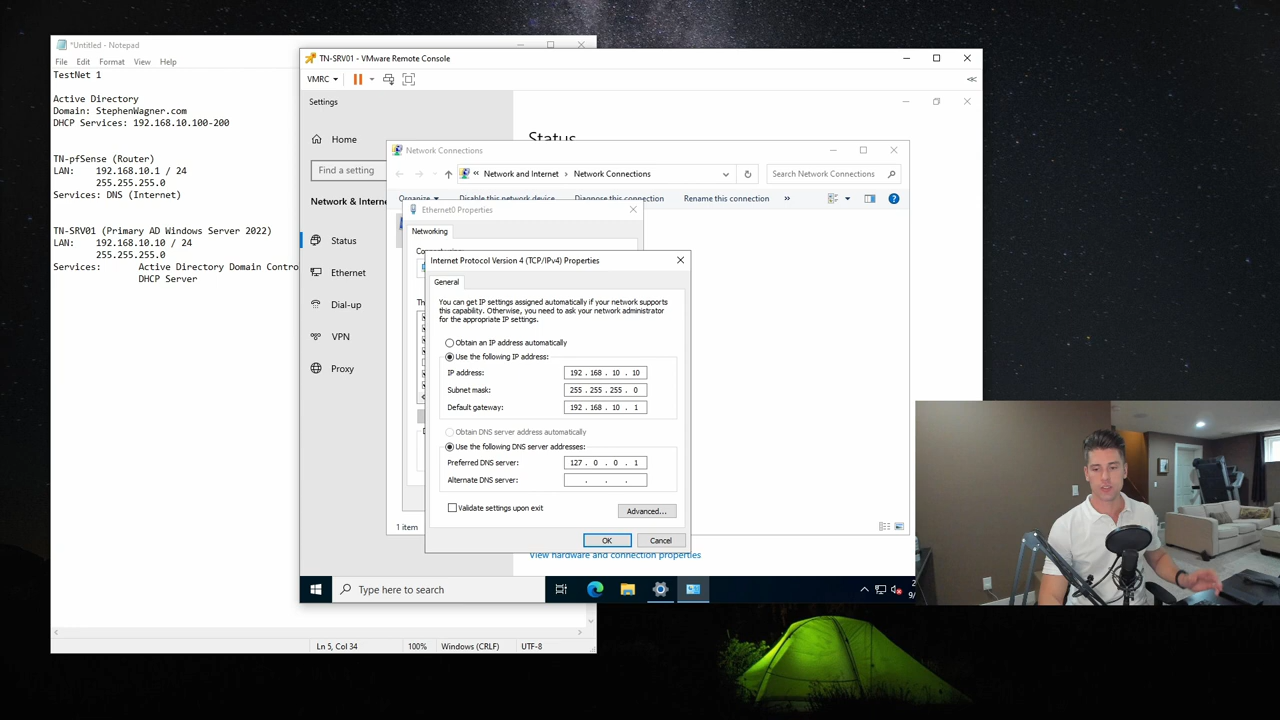 *Untitled - Notepad
File Edit Format View Help
TestNet 1
Active Directory
Domain: StephenWagner.com
DHCP Services: 192.168.10.100-200
TN-pfSense (Router)
LAN: 192.168.10.1 / 24
255.255.255.0
Services: DNS (Internet)
TN-SRV01 (Primary AD Windows Server 2022)
LAN: 192.168.10.10 / 24
255.255.255.0
Services: Active Directory Domain Contro
DHCP Server
Ln 5, Col 34 100% Windows (CRLF) UTF-8
TN-SRV01 - VMware Remote Console
VMRC
Settings
Home
Find a setting
Network & Interne
Status
Ethernet
Dial-up
VPN
Proxy
Status
Network Connections
« Network and Internet › Network Connections
Search Network Connections
Organize Disable this network device Diagnose this connection Rename this connection »
1 item
View hardware and connection properties
Ethernet0 Properties
Networking
Internet Protocol Version 4 (TCP/IPv4) Properties
General
You can get IP settings assigned automatically if your network supports
this capability. Otherwise, you need to ask your network administrator
for the appropriate IP settings.
Obtain an IP address automatically
Use the following IP address:
IP address: 192 . 168 . 10 . 10
Subnet mask: 255 . 255 . 255 . 0
Default gateway: 192 . 168 . 10 . 1
Obtain DNS server address automatically
Use the following DNS server addresses:
Preferred DNS server: 127 . 0 . 0 . 1
Alternate DNS server: . . .
Validate settings upon exit
Advanced...
OK Cancel
Type here to search